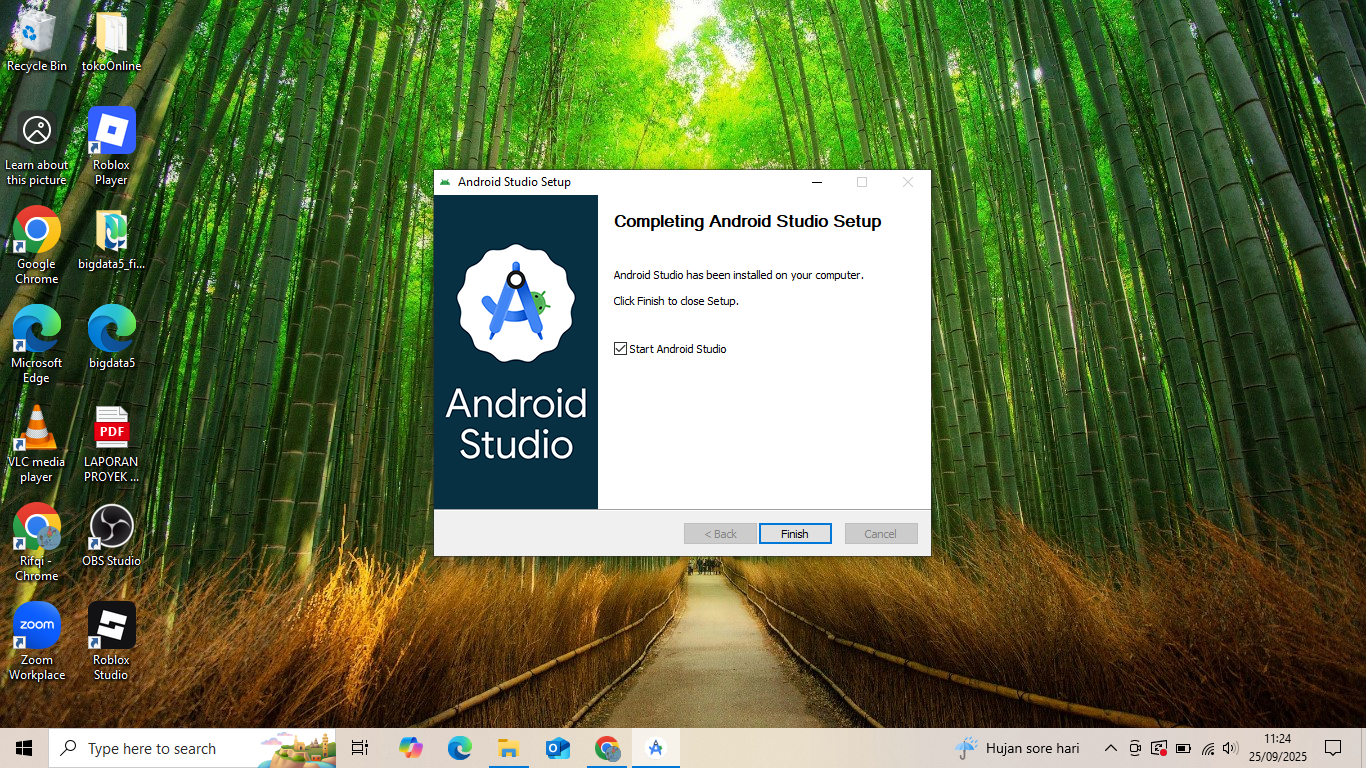 Recycle Bin
tokoOnline
Learn about
this picture
Roblox
Player
Google
Chrome
bigdata5_fi...
Microsoft
Edge
bigdata5
VLC media
player
PDF
LAPORAN
PROYEK ...
Rifqi -
Chrome
OBS Studio
zoom
Zoom
Workplace
Roblox
Studio
Android Studio Setup
Android
Studio
Completing Android Studio Setup
Android Studio has been installed on your computer.
Click Finish to close Setup.
Start Android Studio
< Back
Finish
Cancel
Type here to search
Hujan sore hari
11:24
25/09/2025